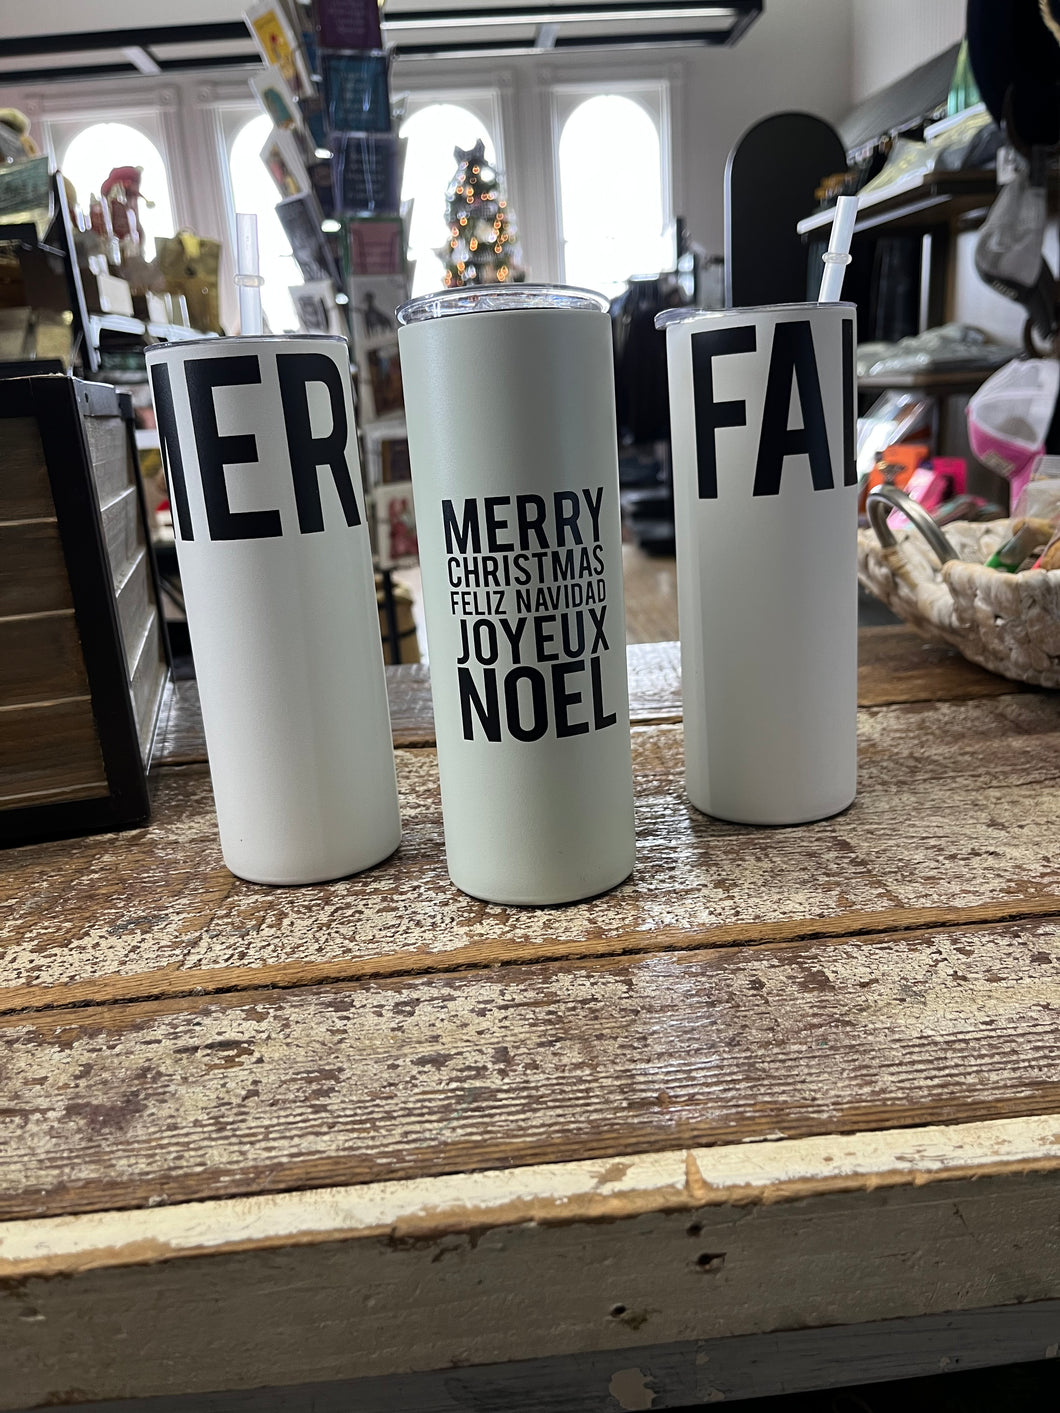 MER
MERRY
CHRISTMAS
FELIZ NAVIDAD
JOYEUX
NOEL
FAL